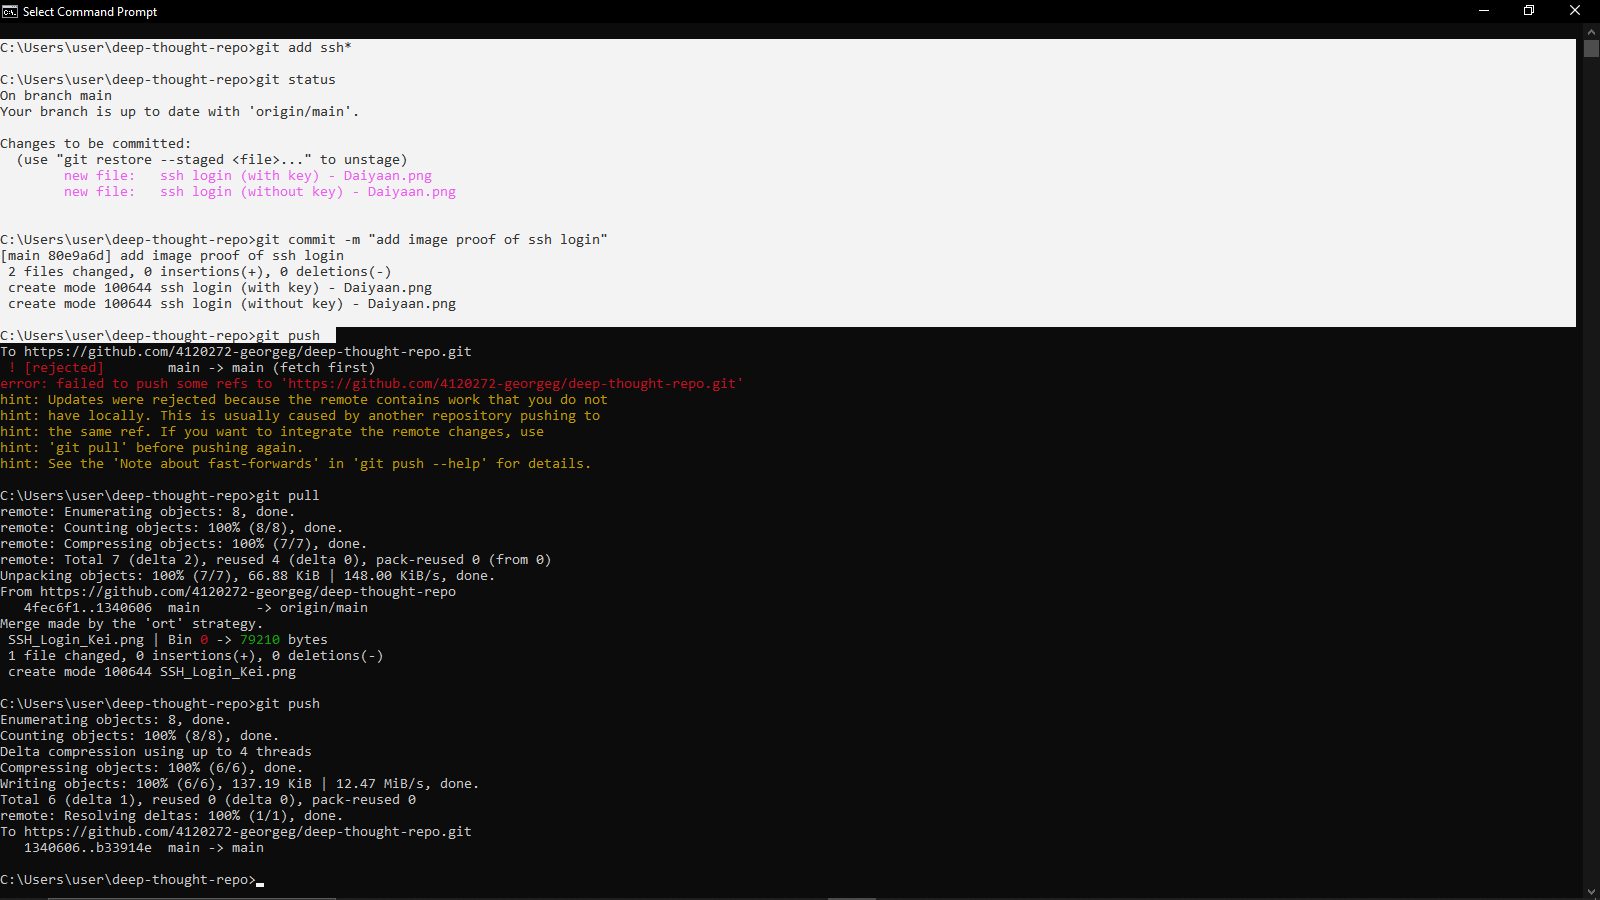 Select Command Prompt
C:\Users\user\deep-thought-repo>git add ssh*
C:\Users\user\deep-thought-repo>git status
On branch main
Your branch is up to date with 'origin/main'.
Changes to be committed:
  (use "git restore --staged <file>..." to unstage)
        new file:   ssh login (with key) - Daiyaan.png
        new file:   ssh login (without key) - Daiyaan.png
C:\Users\user\deep-thought-repo>git commit -m "add image proof of ssh login"
[main 80e9a6d] add image proof of ssh login
 2 files changed, 0 insertions(+), 0 deletions(-)
 create mode 100644 ssh login (with key) - Daiyaan.png
 create mode 100644 ssh login (without key) - Daiyaan.png
C:\Users\user\deep-thought-repo>git push
To https://github.com/4120272-georgeg/deep-thought-repo.git
 ! [rejected]        main -> main (fetch first)
error: failed to push some refs to 'https://github.com/4120272-georgeg/deep-thought-repo.git'
hint: Updates were rejected because the remote contains work that you do not
hint: have locally. This is usually caused by another repository pushing to
hint: the same ref. If you want to integrate the remote changes, use
hint: 'git pull' before pushing again.
hint: See the 'Note about fast-forwards' in 'git push --help' for details.
C:\Users\user\deep-thought-repo>git pull
remote: Enumerating objects: 8, done.
remote: Counting objects: 100% (8/8), done.
remote: Compressing objects: 100% (7/7), done.
remote: Total 7 (delta 2), reused 4 (delta 0), pack-reused 0 (from 0)
Unpacking objects: 100% (7/7), 66.88 KiB | 148.00 KiB/s, done.
From https://github.com/4120272-georgeg/deep-thought-repo
   4fec6f1..1340606  main       -> origin/main
Merge made by the 'ort' strategy.
 SSH_Login_Kei.png | Bin 0 -> 79210 bytes
 1 file changed, 0 insertions(+), 0 deletions(-)
 create mode 100644 SSH_Login_Kei.png
C:\Users\user\deep-thought-repo>git push
Enumerating objects: 8, done.
Counting objects: 100% (8/8), done.
Delta compression using up to 4 threads
Compressing objects: 100% (6/6), done.
Writing objects: 100% (6/6), 137.19 KiB | 12.47 MiB/s, done.
Total 6 (delta 1), reused 0 (delta 0), pack-reused 0
remote: Resolving deltas: 100% (1/1), done.
To https://github.com/4120272-georgeg/deep-thought-repo.git
   1340606..b33914e  main -> main
C:\Users\user\deep-thought-repo>